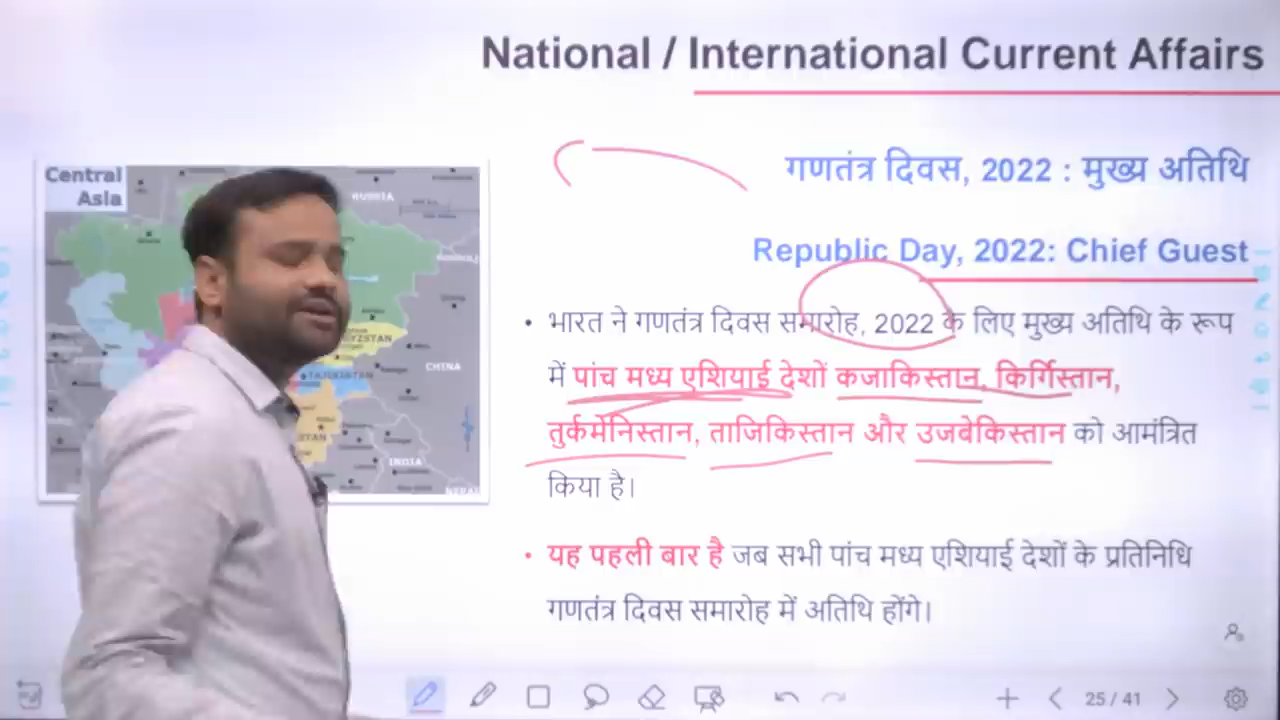 National / International Current Affairs
Central
Asia
RUSSIA
CHINA
TAJIKISTAN
INDIA
गणतंत्र दिवस, 2022 : मुख्य अतिथि
Republic Day, 2022: Chief Guest
• भारत ने गणतंत्र दिवस समारोह, 2022 के लिए मुख्य अतिथि के रूप
में पांच मध्य एशियाई देशों कजाकिस्तान, किर्गिस्तान,
तुर्कमेनिस्तान, ताजिकिस्तान और उजबेकिस्तान को आमंत्रित
किया है।
• यह पहली बार है जब सभी पांच मध्य एशियाई देशों के प्रतिनिधि
गणतंत्र दिवस समारोह में अतिथि होंगे।
25 / 41